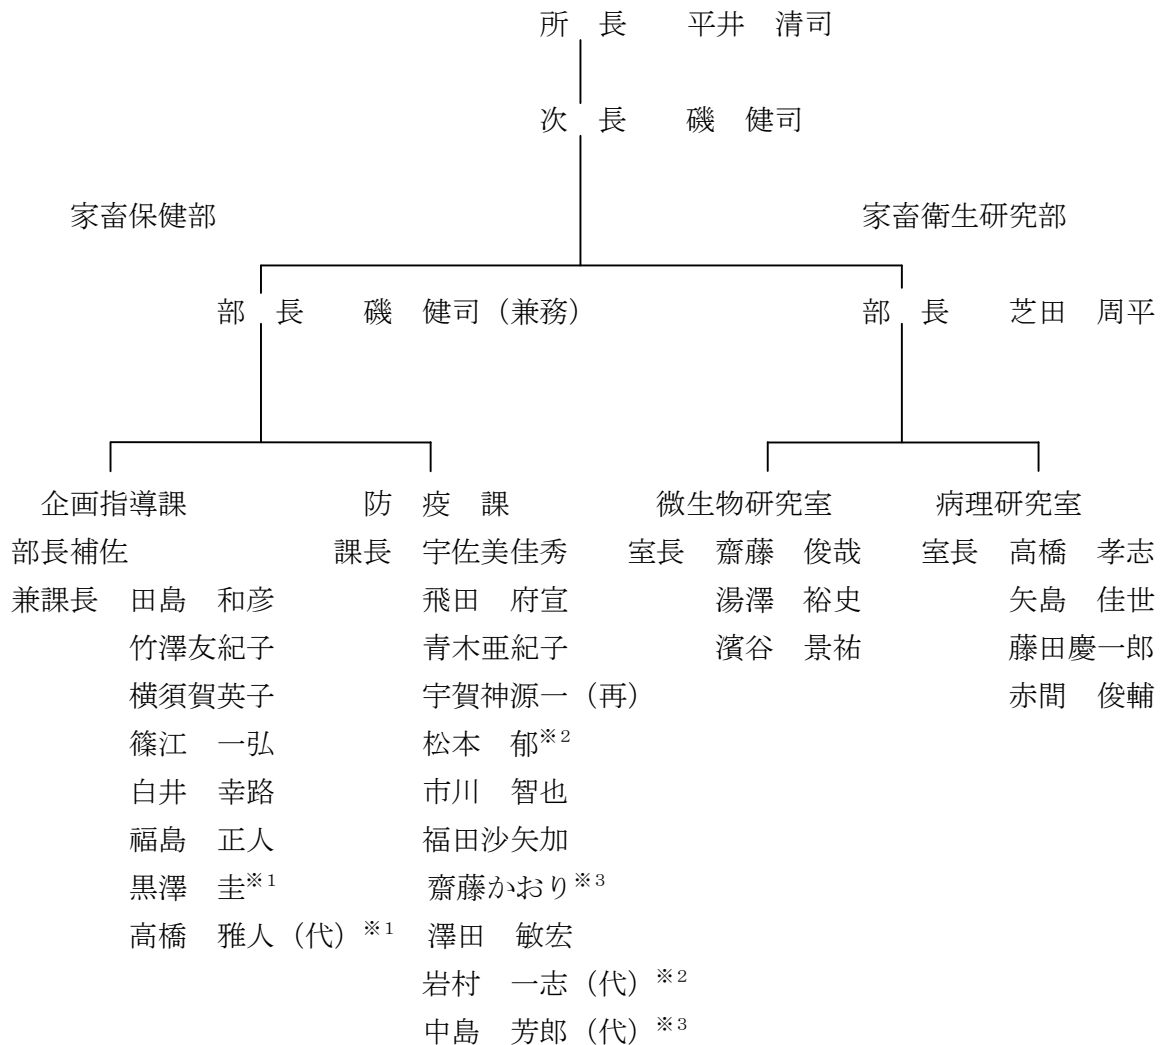 所　長　　平井　清司
次　長　　磯　健司
家畜保健部　　家畜衛生研究部
部　長　　磯　健司（兼務）　　部　長　　芝田　周平
企画指導課　　防　疫　課　　微生物研究室　　病理研究室
部長補佐　　課長　宇佐美佳秀　　室長　齋藤　俊哉　　室長　高橋　孝志
兼課長　田島　和彦　　飛田　府宣　　湯澤　裕史　　矢島　佳世
竹澤友紀子　　青木亜紀子　　濱谷　景祐　　藤田慶一郎
横須賀英子　　宇賀神源一（再）　　赤間　俊輔
篠江　一弘　　松本　郁※2
白井　幸路　　市川　智也
福島　正人　　福田沙矢加
黒澤　圭※1　　齋藤かおり※3
高橋　雅人（代）※1　　澤田　敏宏
岩村　一志（代）※2
中島　芳郎（代）※3